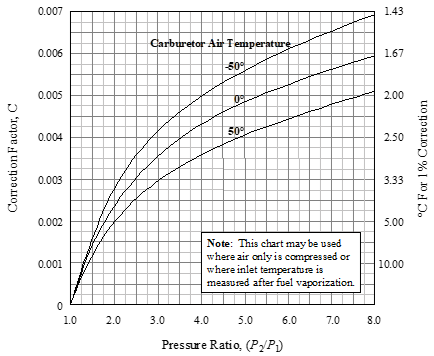 0.007
0.006
0.005
0.004
0.003
0.002
0.001
0
Correction Factor, C
Carburetor Air Temperature
-50°
0°
50°
Note: This chart may be used
where air only is compressed or
where inlet temperature is
measured after fuel vaporization.
1.43
1.67
2.00
2.50
3.33
5.00
10.00
°C For 1% Correction
1.0 2.0 3.0 4.0 5.0 6.0 7.0 8.0
Pressure Ratio, (P2/P1)